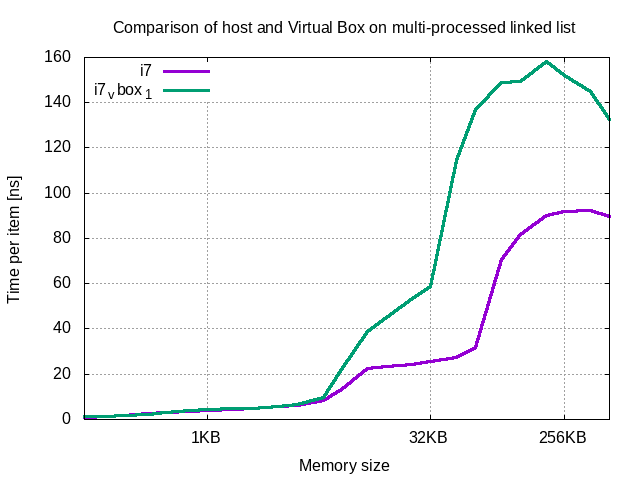 Comparison of host and Virtual Box on multi-processed linked list
i7
i7vbox1
Time per item [ns]
160
140
120
100
80
60
40
20
0
1KB
32KB
256KB
Memory size